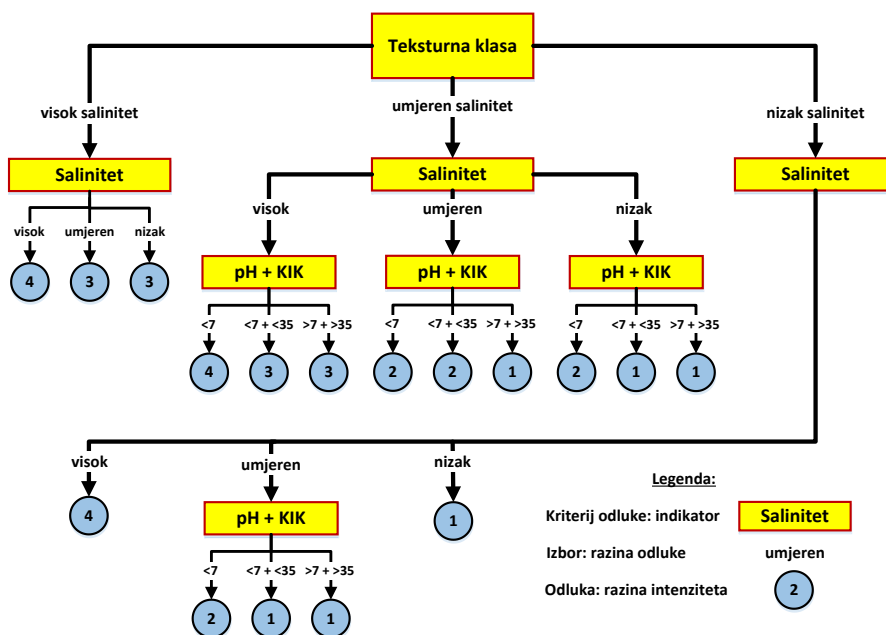 Teksturna klasa
visok salinitet
umjeren salinitet
nizak salinitet
Salinitet
Salinitet
Salinitet
visok
umjeren
nizak
4
3
3
visok
umjeren
nizak
pH + KIK
pH + KIK
pH + KIK
<7
<7 + <35
>7 + >35
<7
<7 + <35
>7 + >35
<7
<7 + <35
>7 + >35
4
3
3
2
2
1
2
1
1
visok
umjeren
nizak
4
pH + KIK
1
<7
<7 + <35
>7 + >35
2
1
1
Legenda:
Kriterij odluke: indikator
Salinitet
Izbor: razina odluke
umjeren
Odluka: razina intenziteta
2